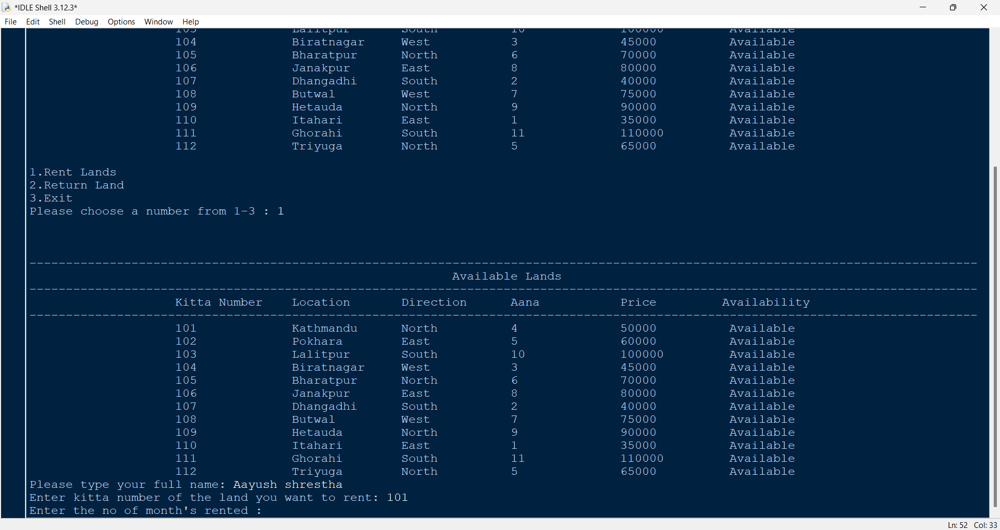 *IDLE Shell 3.12.3*
File Edit Shell Debug Options Window Help
103 Lalitpur South 10 100000 Available
104 Biratnagar West 3 45000 Available
105 Bharatpur North 6 70000 Available
106 Janakpur East 8 80000 Available
107 Dhangadhi South 2 40000 Available
108 Butwal West 7 75000 Available
109 Hetauda North 9 90000 Available
110 Itahari East 1 35000 Available
111 Ghorahi South 11 110000 Available
112 Triyuga North 5 65000 Available
1.Rent Lands
2.Return Land
3.Exit
Please choose a number from 1-3 : 1
Available Lands
Kitta Number Location Direction Aana Price Availability
101 Kathmandu North 4 50000 Available
102 Pokhara East 5 60000 Available
103 Lalitpur South 10 100000 Available
104 Biratnagar West 3 45000 Available
105 Bharatpur North 6 70000 Available
106 Janakpur East 8 80000 Available
107 Dhangadhi South 2 40000 Available
108 Butwal West 7 75000 Available
109 Hetauda North 9 90000 Available
110 Itahari East 1 35000 Available
111 Ghorahi South 11 110000 Available
112 Triyuga North 5 65000 Available
Please type your full name: Aayush shrestha
Enter kitta number of the land you want to rent: 101
Enter the no of month's rented :
Ln: 52 Col: 33